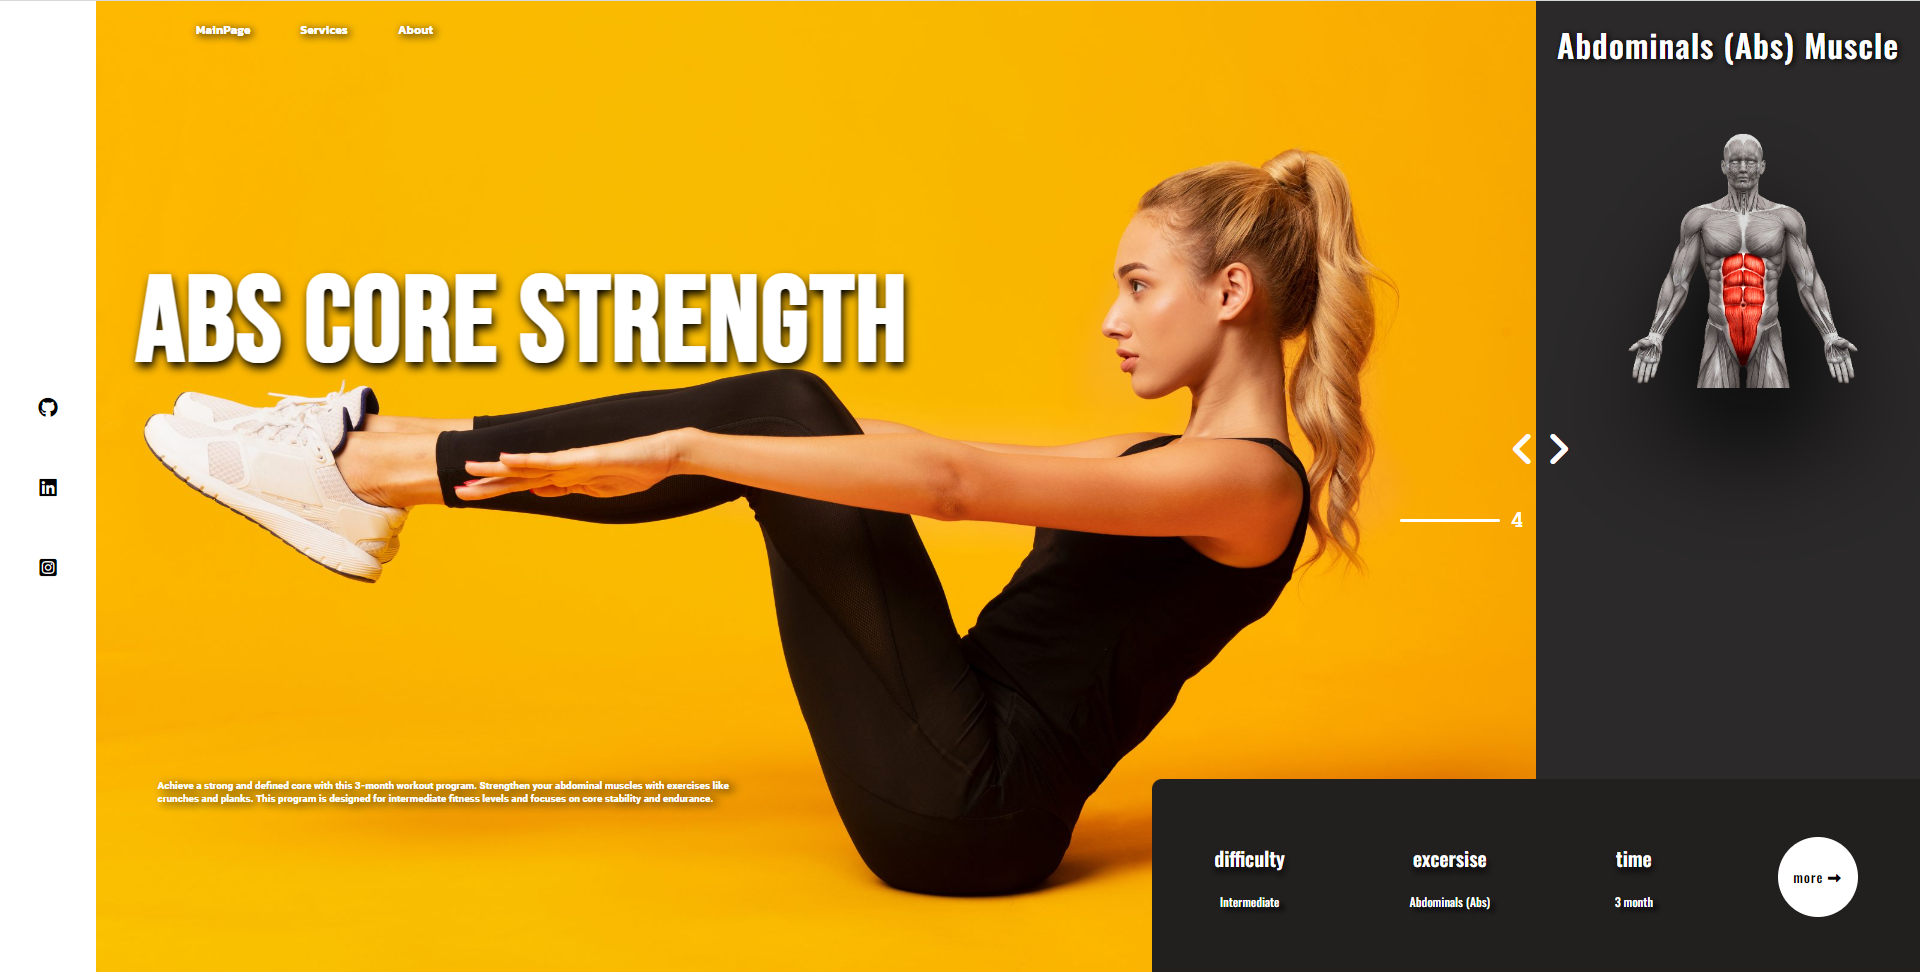 MainPage Services About
Abdominals (Abs) Muscle
ABS CORE STRENGTH
4
Achieve a strong and defined core with this 3-month workout program. Strengthen your abdominal muscles with exercises like
crunches and planks. This program is designed for intermediate fitness levels and focuses on core stability and endurance.
difficulty excersise time
more
Intermediate Abdominals (Abs) 3 month